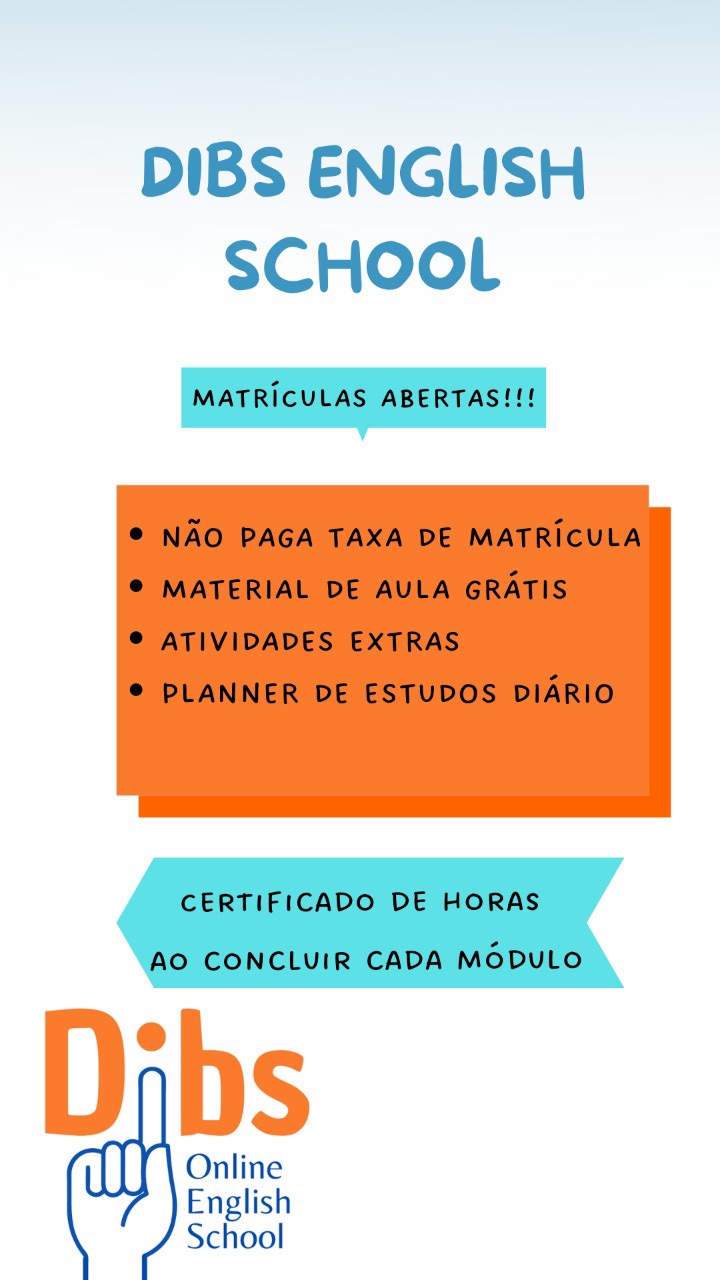 DIBS ENGLISH
SCHOOL
MATRÍCULAS ABERTAS!!!
• NÃO PAGA TAXA DE MATRÍCULA
• MATERIAL DE AULA GRÁTIS
• ATIVIDADES EXTRAS
• PLANNER DE ESTUDOS DIÁRIO
CERTIFICADO DE HORAS
AO CONCLUIR CADA MÓDULO
Dibs
Online
English
School